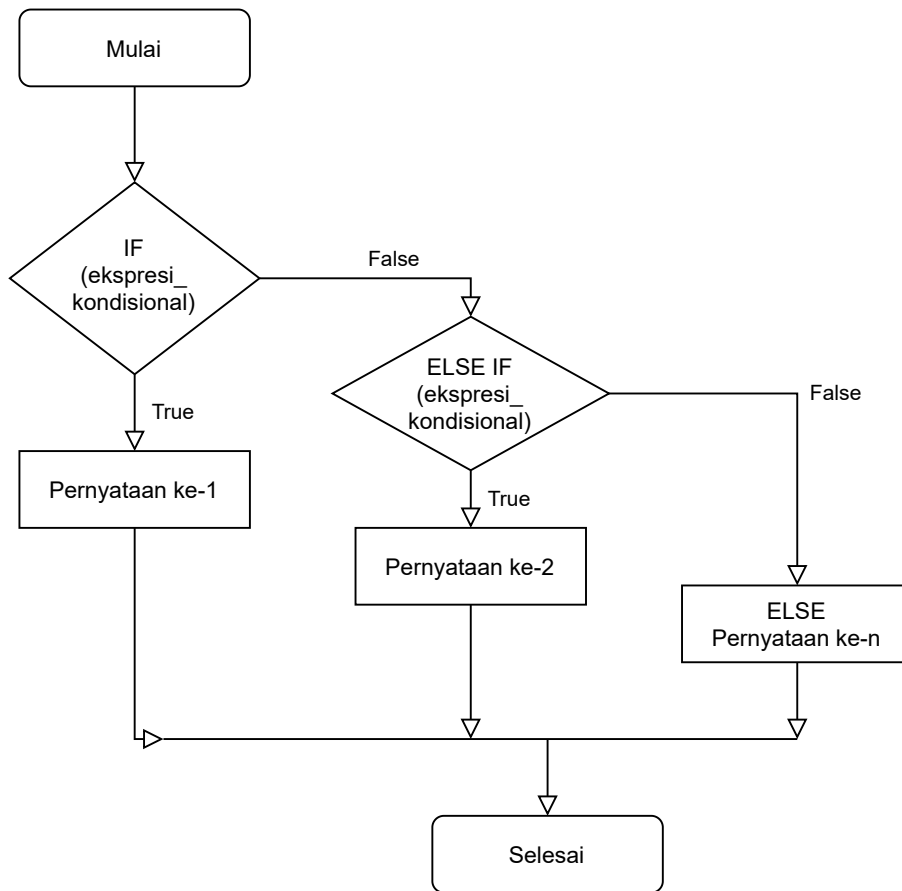 Mulai
IF
(ekspresi_
kondisional)
False
True
Pernyataan ke-1
ELSE IF
(ekspresi_
kondisional)
False
True
Pernyataan ke-2
ELSE
Pernyataan ke-n
Selesai